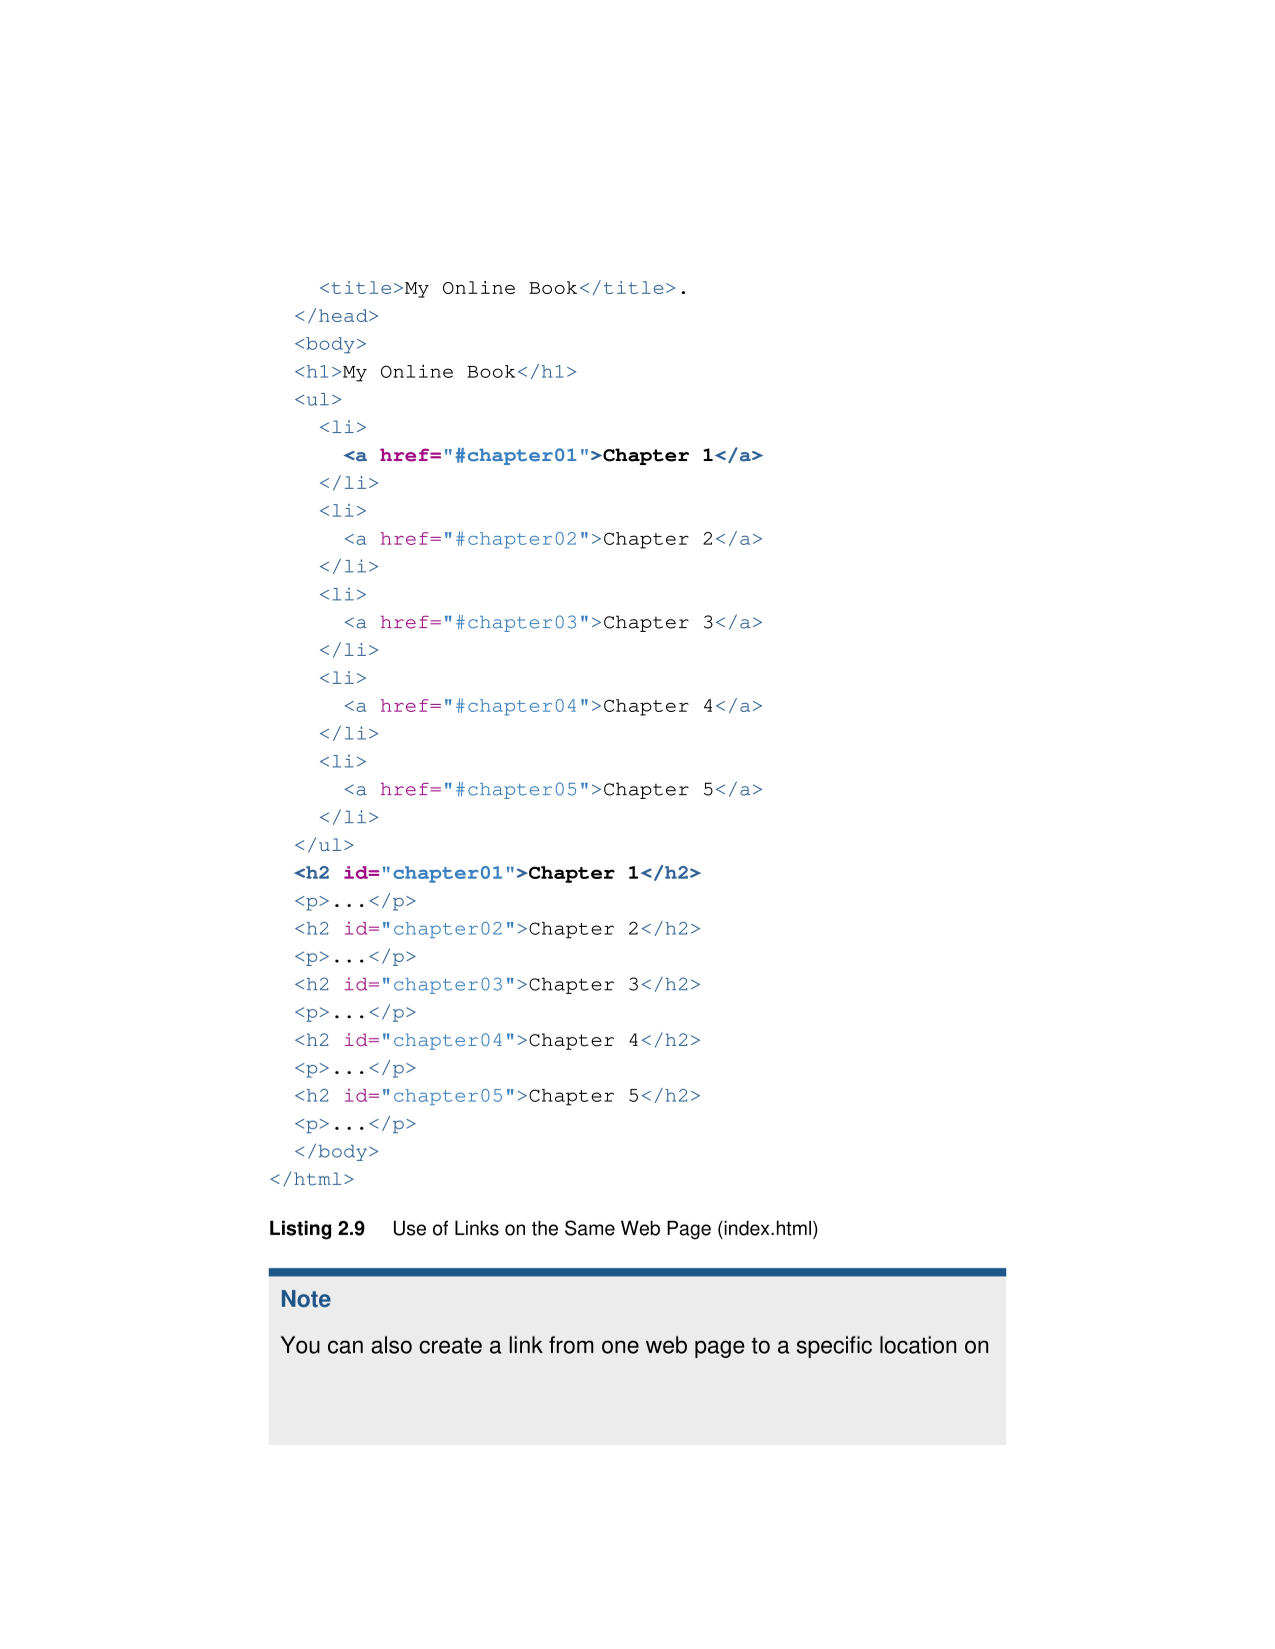 <title>My Online Book</title>.
</head>
<body>
<h1>My Online Book</h1>
<ul>
<li>
<a href="#chapter01">Chapter 1</a>
</li>
<li>
<a href="#chapter02">Chapter 2</a>
</li>
<li>
<a href="#chapter03">Chapter 3</a>
</li>
<li>
<a href="#chapter04">Chapter 4</a>
</li>
<li>
<a href="#chapter05">Chapter 5</a>
</li>
</ul>
<h2 id="chapter01">Chapter 1</h2>
<p>...</p>
<h2 id="chapter02">Chapter 2</h2>
<p>...</p>
<h2 id="chapter03">Chapter 3</h2>
<p>...</p>
<h2 id="chapter04">Chapter 4</h2>
<p>...</p>
<h2 id="chapter05">Chapter 5</h2>
<p>...</p>
</body>
</html>
Listing 2.9 Use of Links on the Same Web Page (index.html)
Note
You can also create a link from one web page to a specific location on